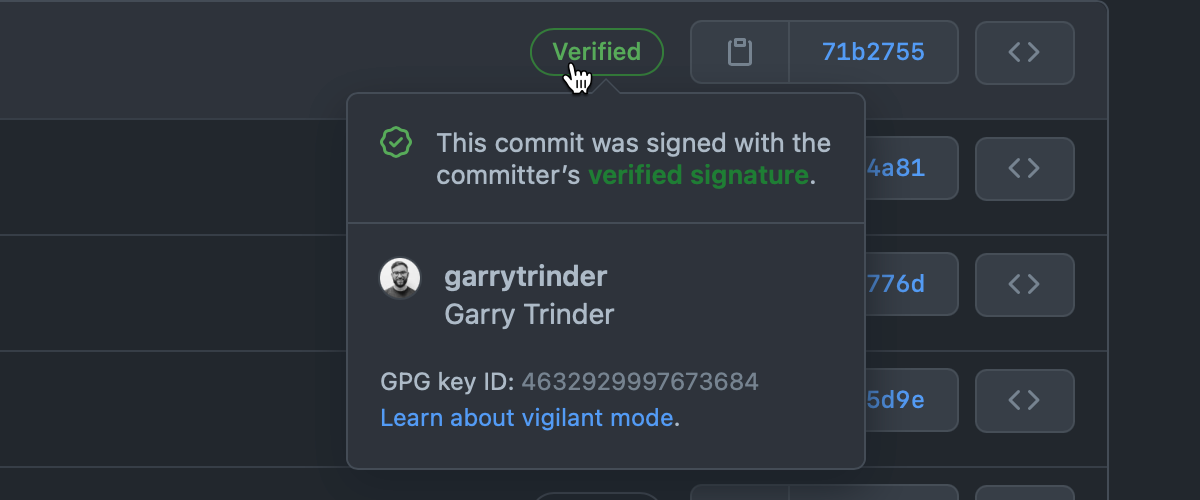 Verified
71b2755
This commit was signed with the
committer’s verified signature.
4a81
776d
garrytrinder
Garry Trinder
GPG key ID: 4632929997673684
5d9e
Learn about vigilant mode.